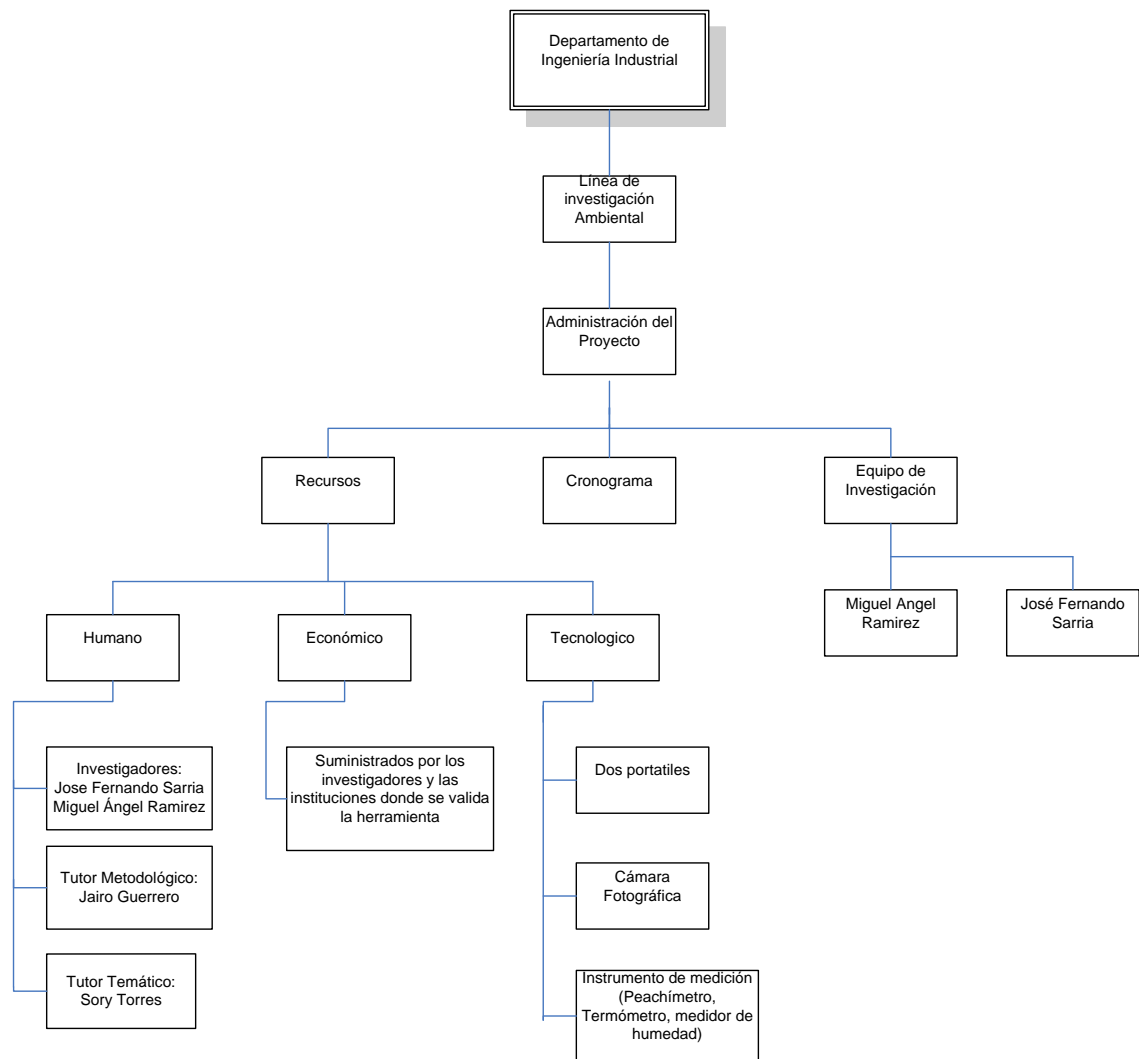 Departamento de
Ingeniería Industrial
Línea de
investigación
Ambiental
Administración del
Proyecto
Recursos
Cronograma
Equipo de
Investigación
Humano
Económico
Tecnologico
Miguel Angel
Ramirez
José Fernando
Sarria
Investigadores:
Jose Fernando Sarria
Miguel Ángel Ramirez
Tutor Metodológico:
Jairo Guerrero
Tutor Temático:
Sory Torres
Suministrados por los
investigadores y las
instituciones donde se valida
la herramienta
Dos portatiles
Cámara
Fotográfica
Instrumento de medición
(Peachímetro,
Termómetro, medidor de
humedad)